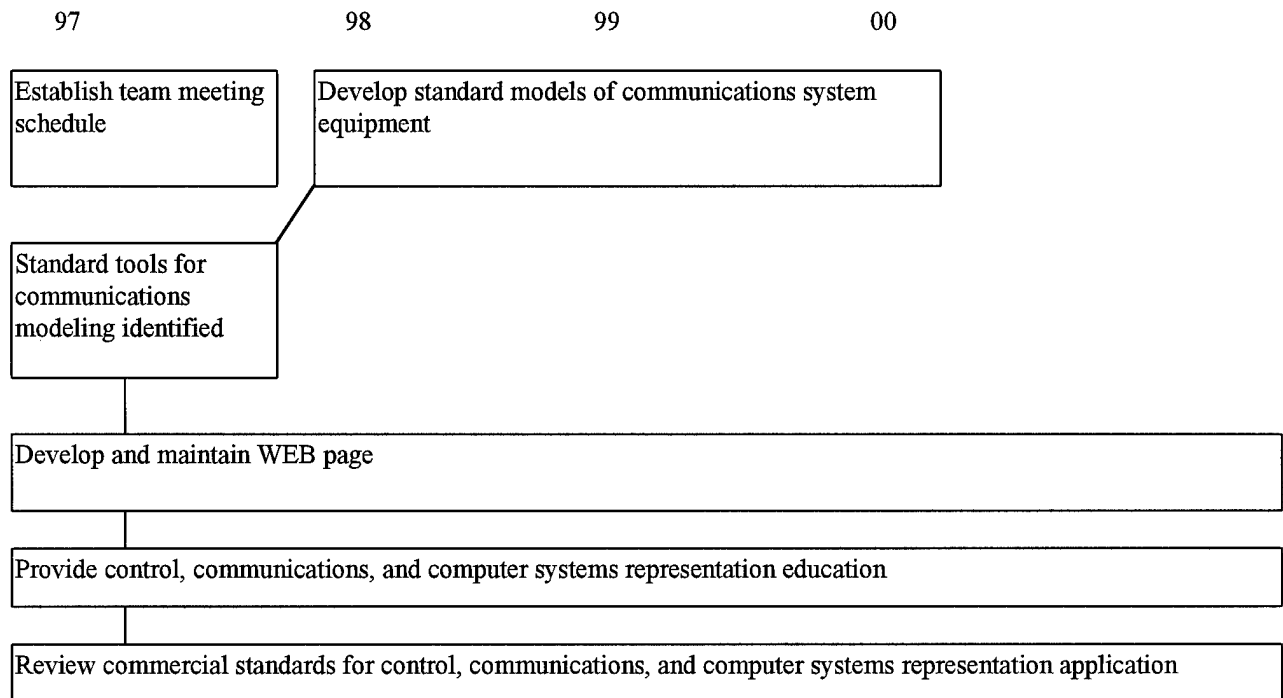 97 98 99 00
Establish team meeting
schedule
Develop standard models of communications system
equipment
Standard tools for
communications
modeling identified
Develop and maintain WEB page
Provide control, communications, and computer systems representation education
Review commercial standards for control, communications, and computer systems representation application